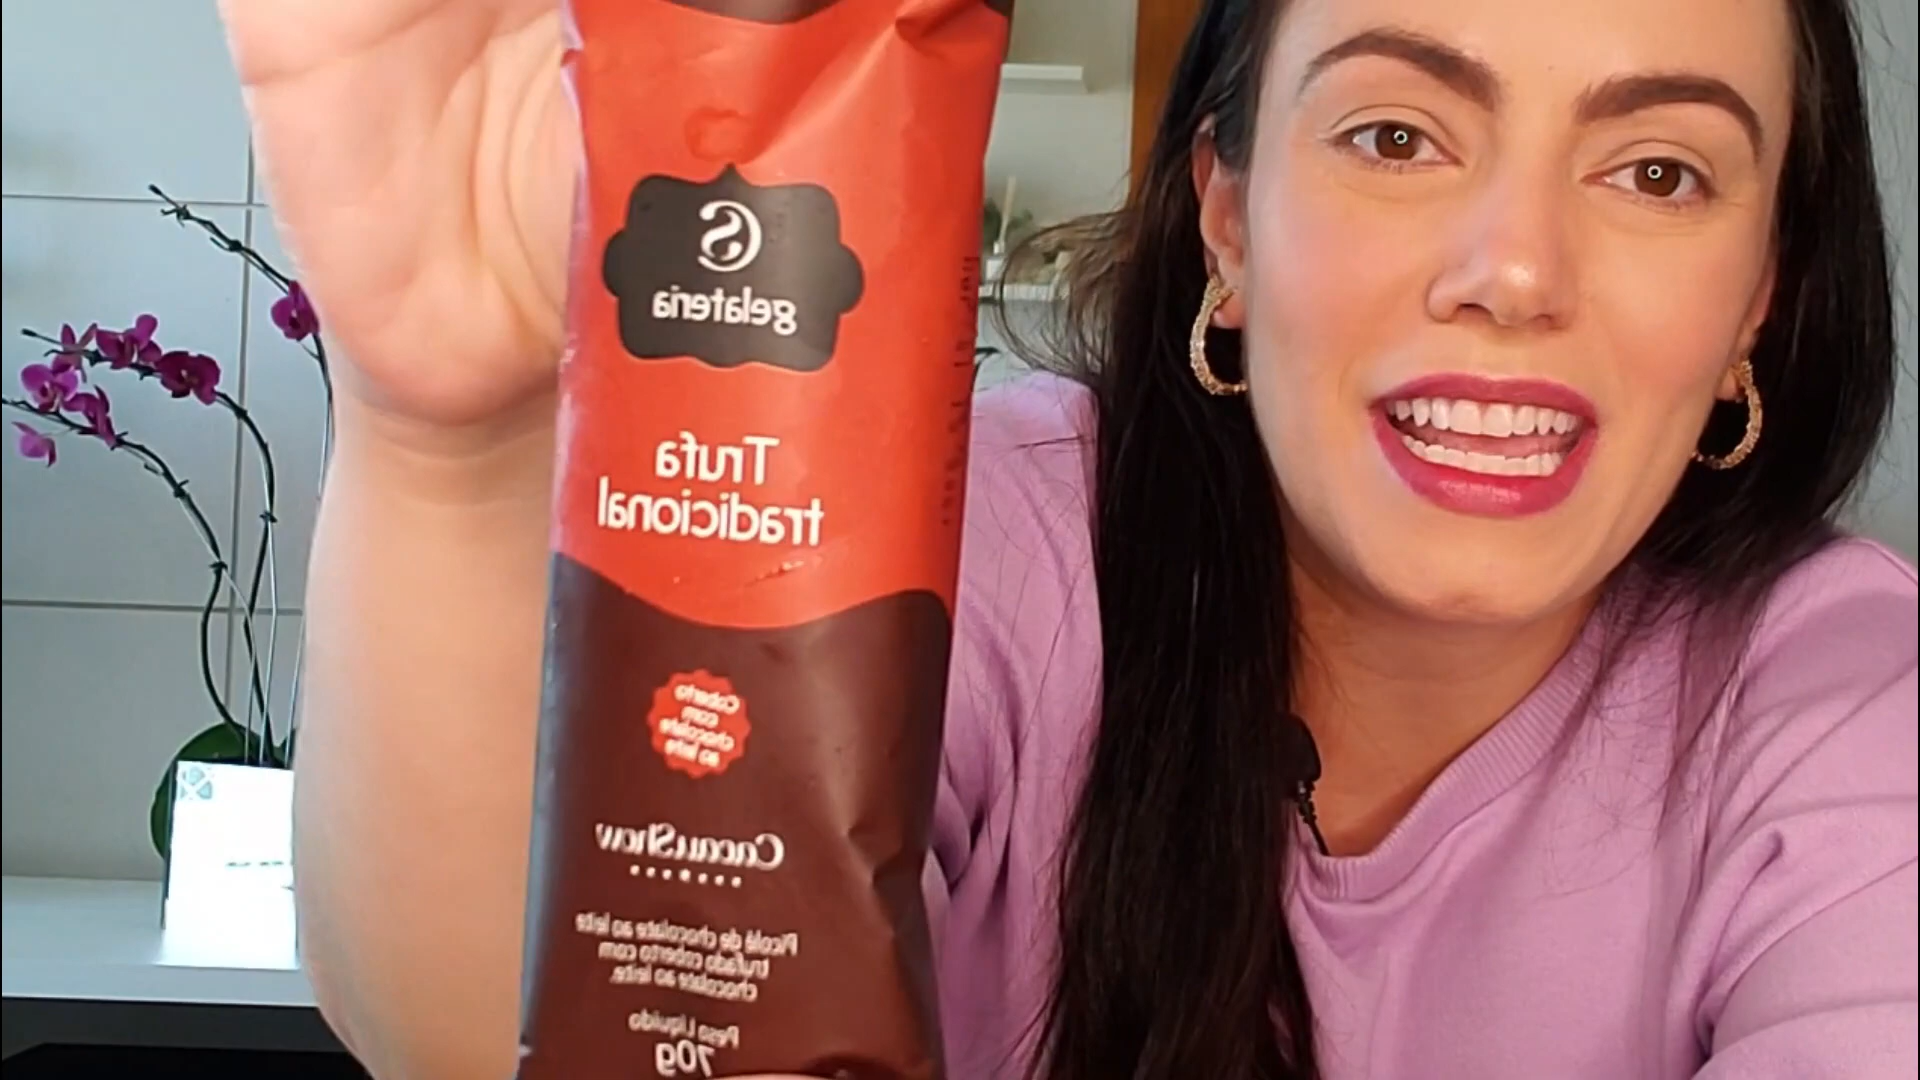 CS
gelateria
Trufa
tradicional
Coberto
com
chocolate
ao leite
CacauShow
Picolé de chocolate ao leite
trufado coberto com
chocolate ao leite.
Peso Líquido
70g